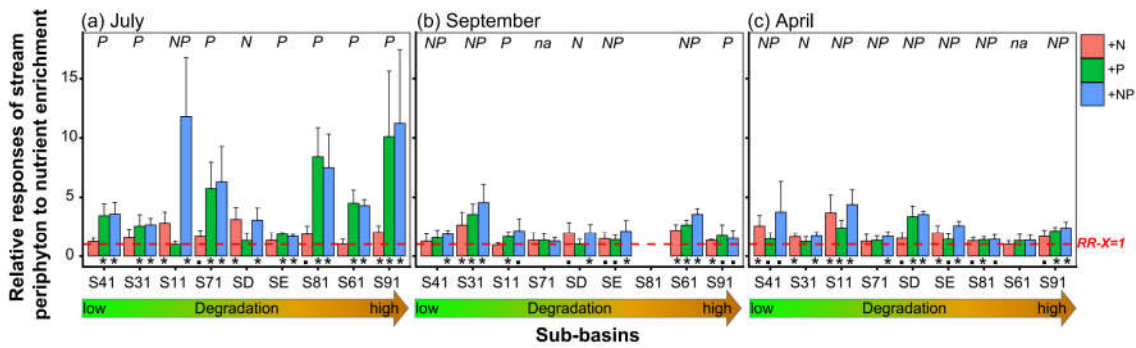 (a) July (b) September (c) April
P P NP P N P P P P NP NP P na N NP NP P NP N NP NP NP NP NP na NP
+N
+P
+NP
Relative responses of stream
periphyton to nutrient enrichment
15
10
5
0
RR-X=1
* * * * * * * ▪ * * * * * * * * * * * * * * * * * ▪ ▪ * ▪ ▪ * * * * * ▪ ▪ * ▪ ▪ * * * * * ▪ * * * ▪ * ▪ * ▪ ▪ * *
S41 S31 S11 S71 SD SE S81 S61 S91 S41 S31 S11 S71 SD SE S81 S61 S91 S41 S31 S11 S71 SD SE S81 S61 S91
low Degradation high low Degradation high low Degradation high
Sub-basins